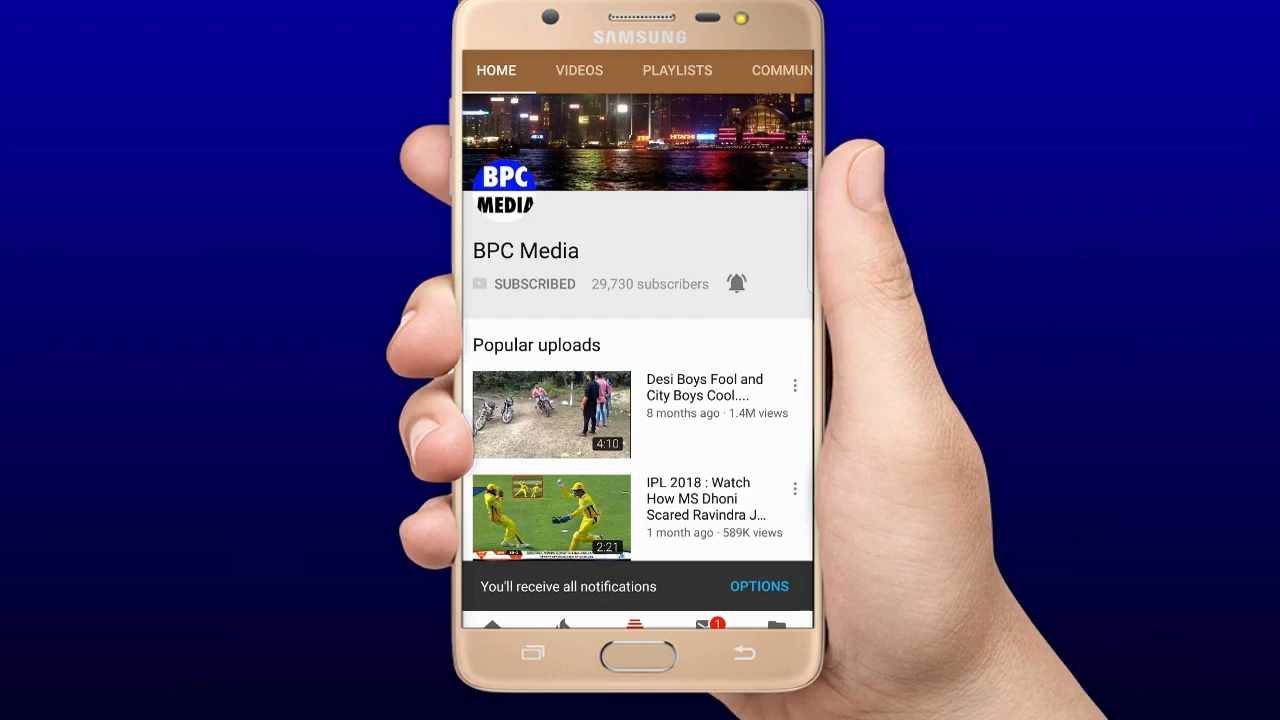 SAMSUNG
HOME VIDEOS PLAYLISTS COMMUN
HITACHI
BPC
MEDIA
BPC Media
SUBSCRIBED 29,730 subscribers
Popular uploads
Desi Boys Fool and
City Boys Cool....
8 months ago · 1.4M views
4:10
IPL 2018 : Watch
How MS Dhoni
Scared Ravindra J...
1 month ago · 589K views
2:21
You'll receive all notifications OPTIONS
1